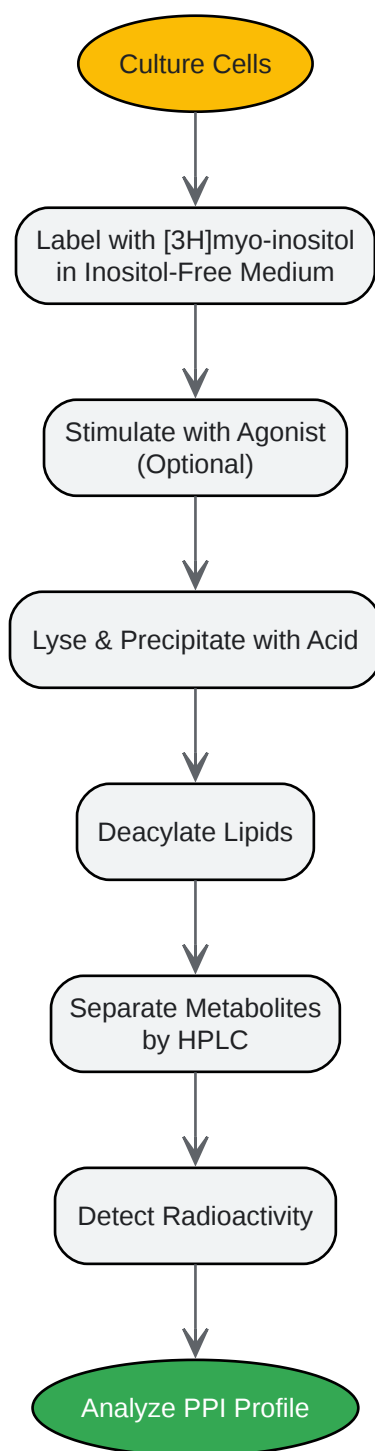 Culture Cells
Label with [3H]myo-inositol
in Inositol-Free Medium
Stimulate with Agonist
(Optional)
Lyse & Precipitate with Acid
Deacylate Lipids
Separate Metabolites
by HPLC
Detect Radioactivity
Analyze PPI Profile